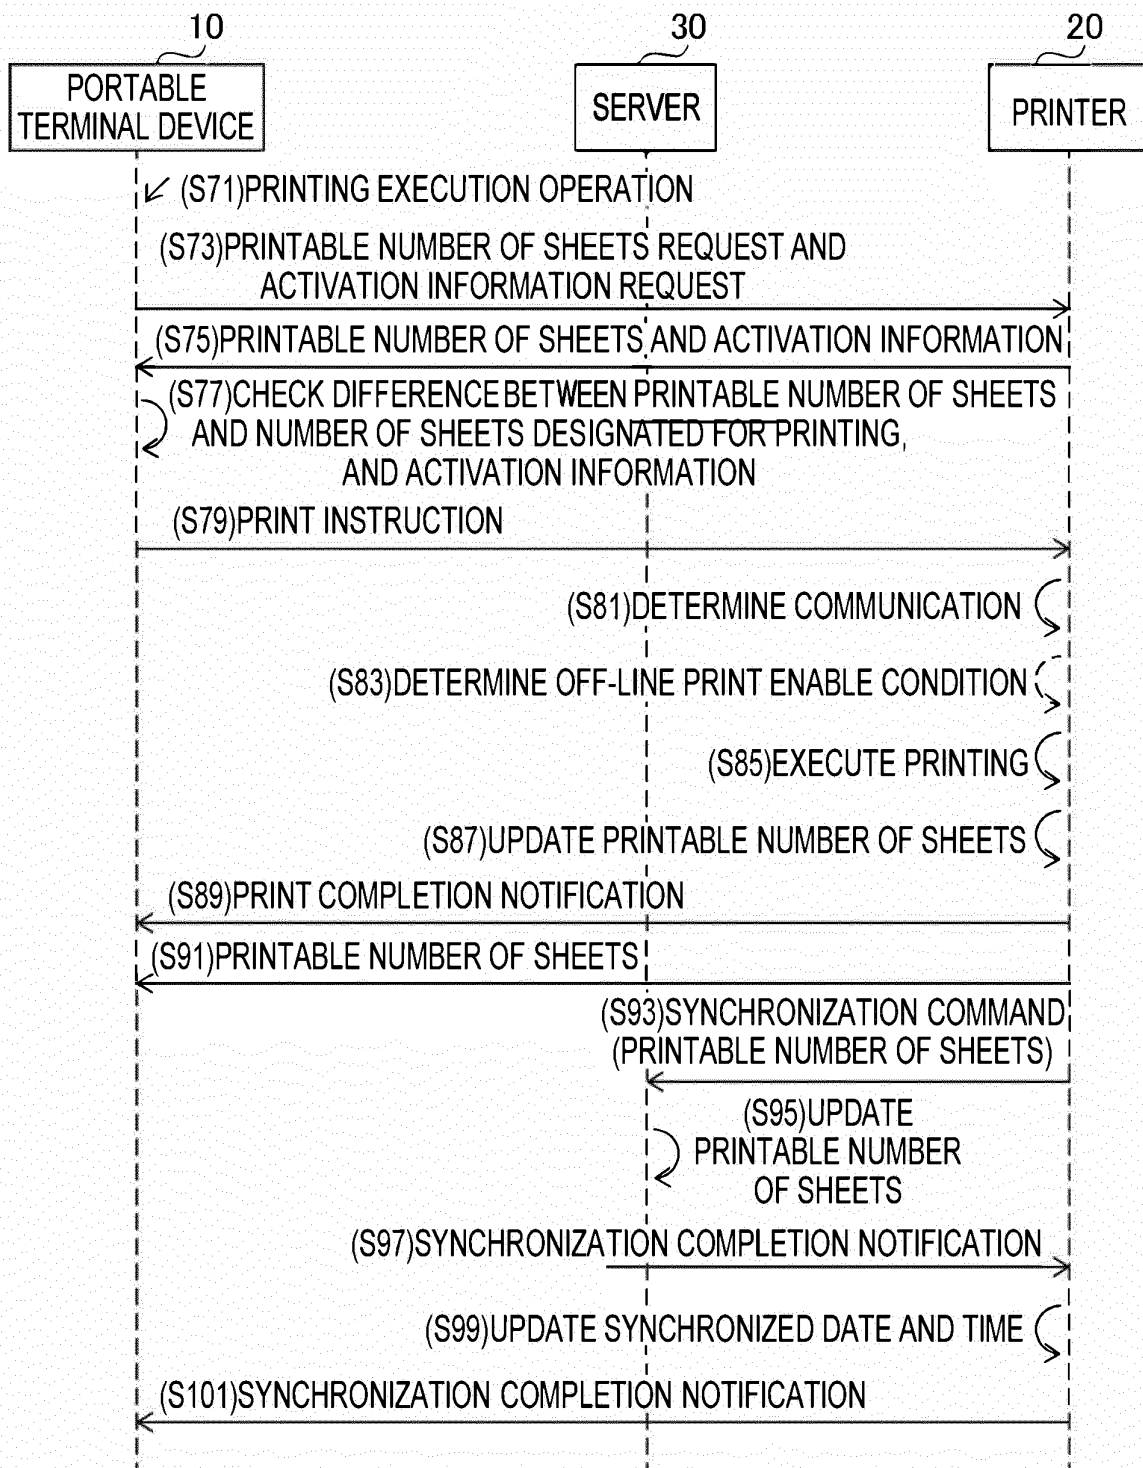 10
30
20
PORTABLE
TERMINAL DEVICE
SERVER
PRINTER
(S71)PRINTING EXECUTION OPERATION
(S73)PRINTABLE NUMBER OF SHEETS REQUEST AND
ACTIVATION INFORMATION REQUEST
(S75)PRINTABLE NUMBER OF SHEETS AND ACTIVATION INFORMATION
(S77)CHECK DIFFERENCE BETWEEN PRINTABLE NUMBER OF SHEETS
AND NUMBER OF SHEETS DESIGNATED FOR PRINTING,
AND ACTIVATION INFORMATION
(S79)PRINT INSTRUCTION
(S81)DETERMINE COMMUNICATION
(S83)DETERMINE OFF-LINE PRINT ENABLE CONDITION
(S85)EXECUTE PRINTING
(S87)UPDATE PRINTABLE NUMBER OF SHEETS
(S89)PRINT COMPLETION NOTIFICATION
(S91)PRINTABLE NUMBER OF SHEETS
(S93)SYNCHRONIZATION COMMAND
(PRINTABLE NUMBER OF SHEETS)
(S95)UPDATE
PRINTABLE NUMBER
OF SHEETS
(S97)SYNCHRONIZATION COMPLETION NOTIFICATION
(S99)UPDATE SYNCHRONIZED DATE AND TIME
(S101)SYNCHRONIZATION COMPLETION NOTIFICATION